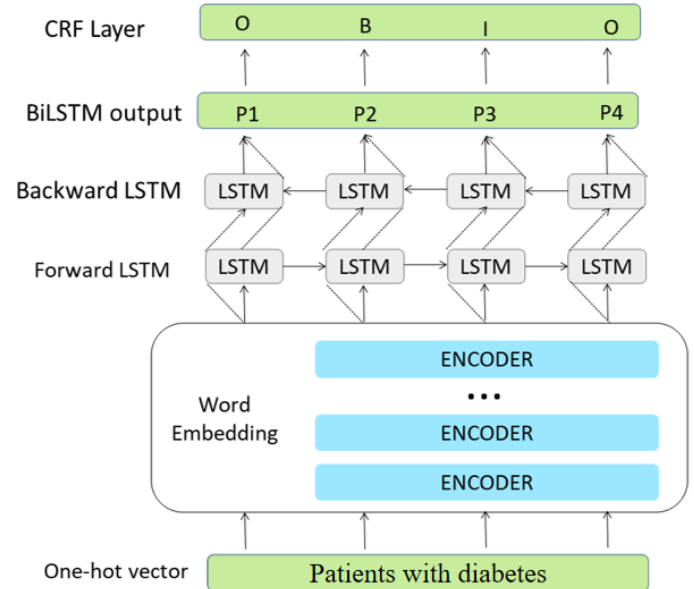 CRF Layer O B I O
BiLSTM output P1 P2 P3 P4
Backward LSTM LSTM LSTM LSTM LSTM
Forward LSTM LSTM LSTM LSTM LSTM
ENCODER
...
Word
Embedding
ENCODER
ENCODER
One-hot vector Patients with diabetes